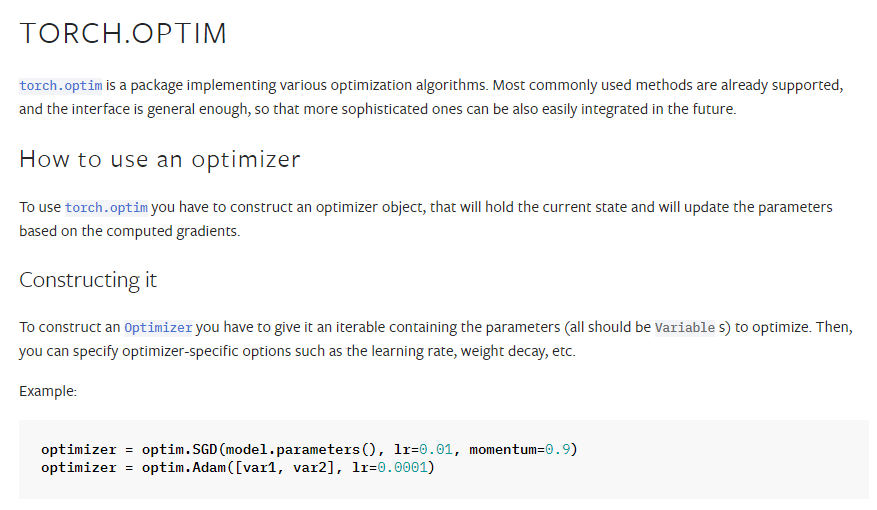 TORCH.OPTIM
torch.optim is a package implementing various optimization algorithms. Most commonly used methods are already supported,
and the interface is general enough, so that more sophisticated ones can be also easily integrated in the future.
How to use an optimizer
To use torch.optim you have to construct an optimizer object, that will hold the current state and will update the parameters
based on the computed gradients.
Constructing it
To construct an Optimizer you have to give it an iterable containing the parameters (all should be Variable s) to optimize. Then,
you can specify optimizer-specific options such as the learning rate, weight decay, etc.
Example:
optimizer = optim.SGD(model.parameters(), lr=0.01, momentum=0.9)
optimizer = optim.Adam([var1, var2], lr=0.0001)